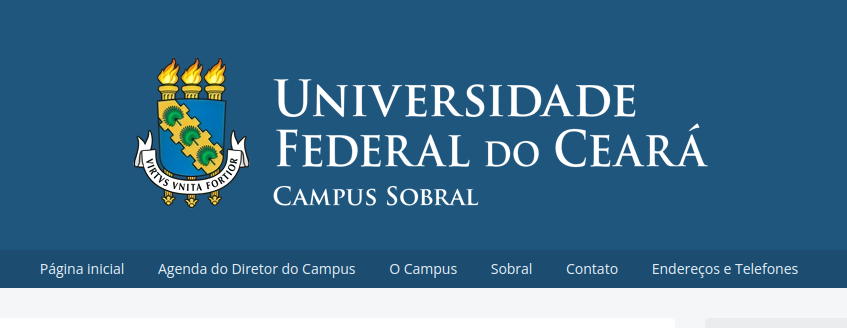 UNIVERSIDADE
FEDERAL DO CEARÁ
CAMPUS SOBRAL
VIRTVS VNITA FORTIOR
Página inicial Agenda do Diretor do Campus O Campus Sobral Contato Endereços e Telefones